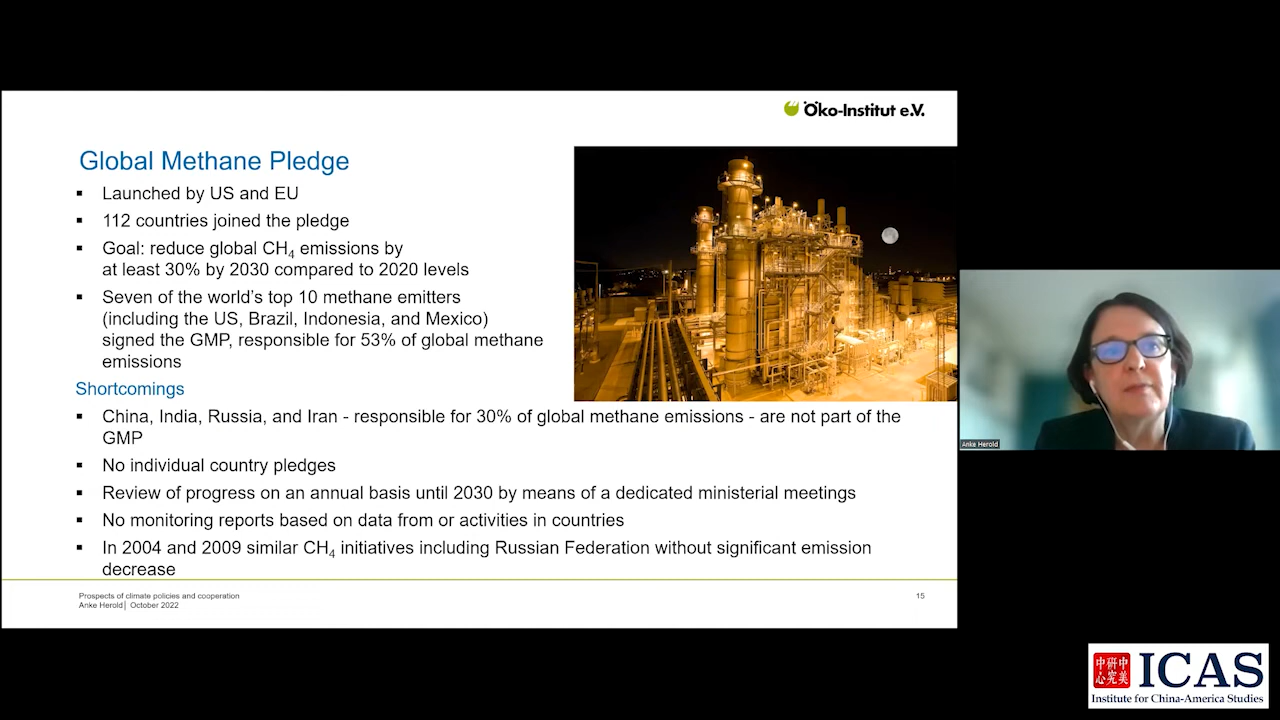 Öko-Institut e.V.
Global Methane Pledge
▪ Launched by US and EU
▪ 112 countries joined the pledge
▪ Goal: reduce global CH4 emissions by
at least 30% by 2030 compared to 2020 levels
▪ Seven of the world's top 10 methane emitters
(including the US, Brazil, Indonesia, and Mexico)
signed the GMP, responsible for 53% of global methane
emissions
Shortcomings
▪ China, India, Russia, and Iran - responsible for 30% of global methane emissions - are not part of the
GMP
▪ No individual country pledges
▪ Review of progress on an annual basis until 2030 by means of a dedicated ministerial meetings
▪ No monitoring reports based on data from or activities in countries
▪ In 2004 and 2009 similar CH4 initiatives including Russian Federation without significant emission
decrease
Prospects of climate policies and cooperation
Anke Herold│ October 2022
15
Anke Herold
中研中
心究美
ICAS
Institute for China-America Studies